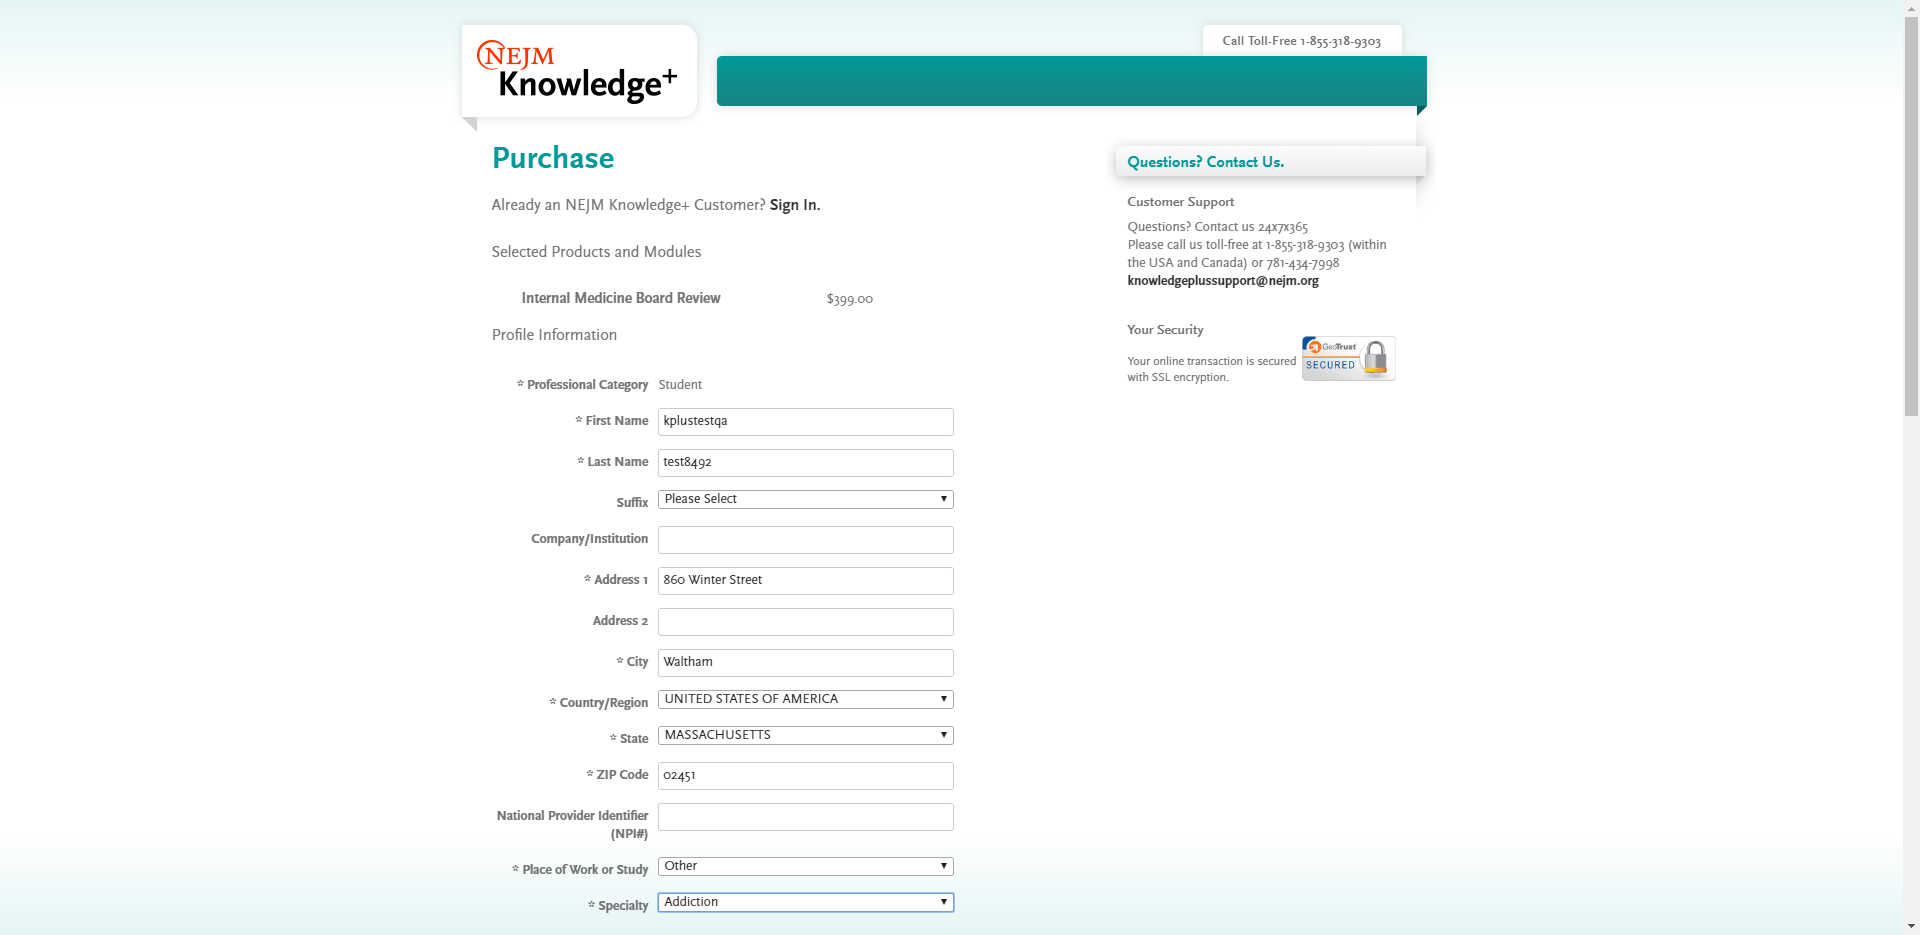 NEJM
Knowledge+
Call Toll-Free 1-855-318-9303
Purchase
Already an NEJM Knowledge+ Customer? Sign In.
Selected Products and Modules
Internal Medicine Board Review $399.00
Profile Information
* Professional Category Student
* First Name kplustestqa
* Last Name test8492
Suffix Please Select
Company/Institution
* Address 1 860 Winter Street
Address 2
* City Waltham
* Country/Region UNITED STATES OF AMERICA
* State MASSACHUSETTS
* ZIP Code 02451
National Provider Identifier
(NPI#)
* Place of Work or Study Other
* Specialty Addiction
Questions? Contact Us.
Customer Support
Questions? Contact us 24x7x365
Please call us toll-free at 1-855-318-9303 (within
the USA and Canada) or 781-434-7998
knowledgeplussupport@nejm.org
Your Security
Your online transaction is secured
with SSL encryption.
GeoTrust
SECURED